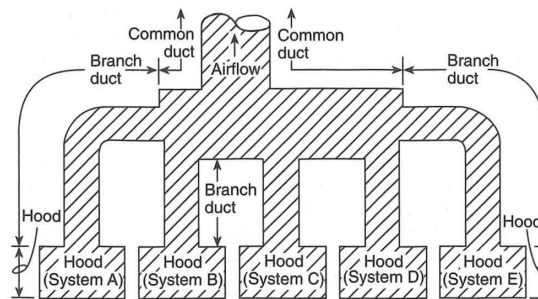 Common
duct
Common
duct
Branch
duct
Airflow
Branch
duct
Branch
duct
Hood
Hood
Hood
(System A)
Hood
(System B)
Hood
(System C)
Hood
(System D)
Hood
(System E)